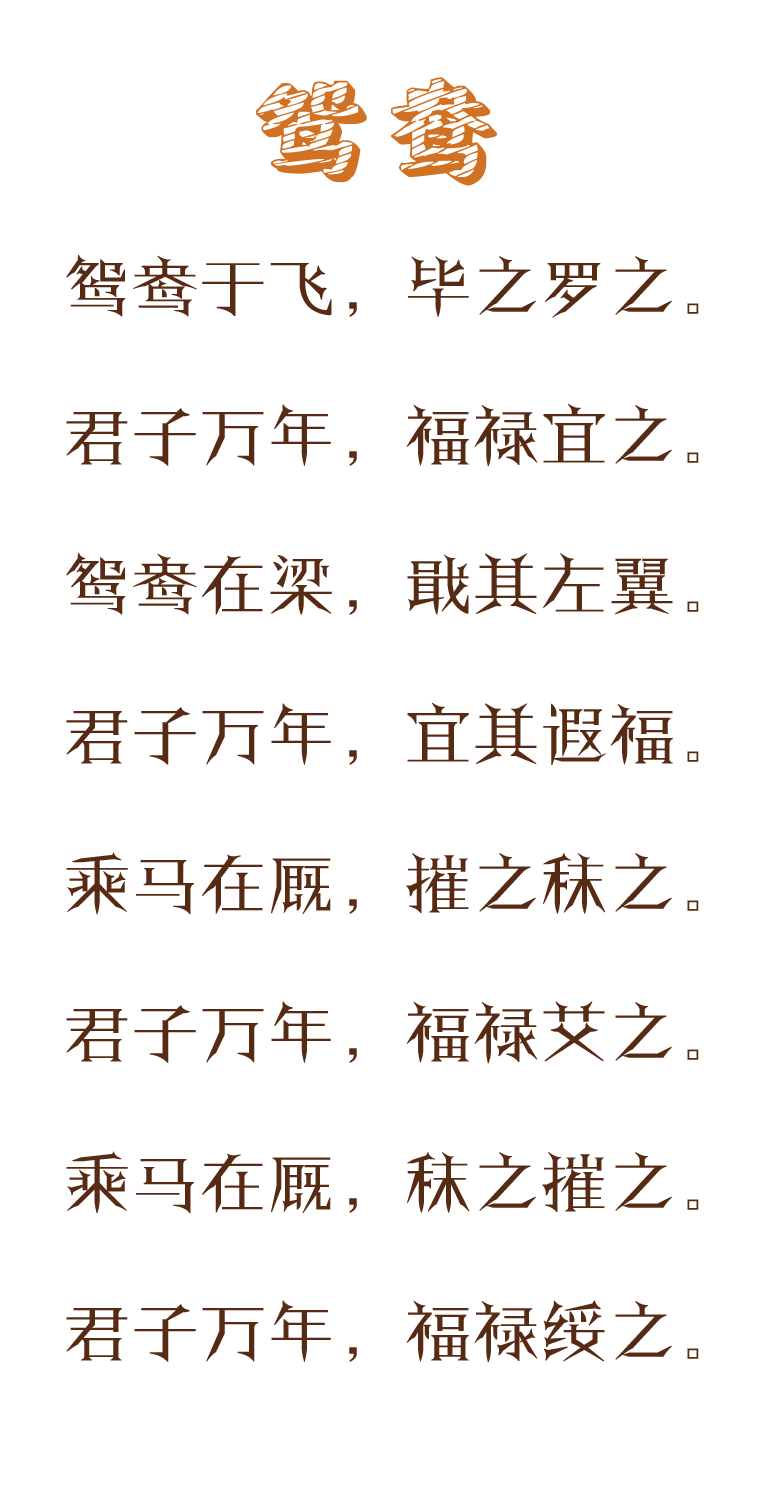 鸳鸯
鸳鸯于飞，毕之罗之。
君子万年，福禄宜之。
鸳鸯在梁，戢其左翼。
君子万年，宜其遐福。
乘马在厩，摧之秣之。
君子万年，福禄艾之。
乘马在厩，秣之摧之。
君子万年，福禄绥之。